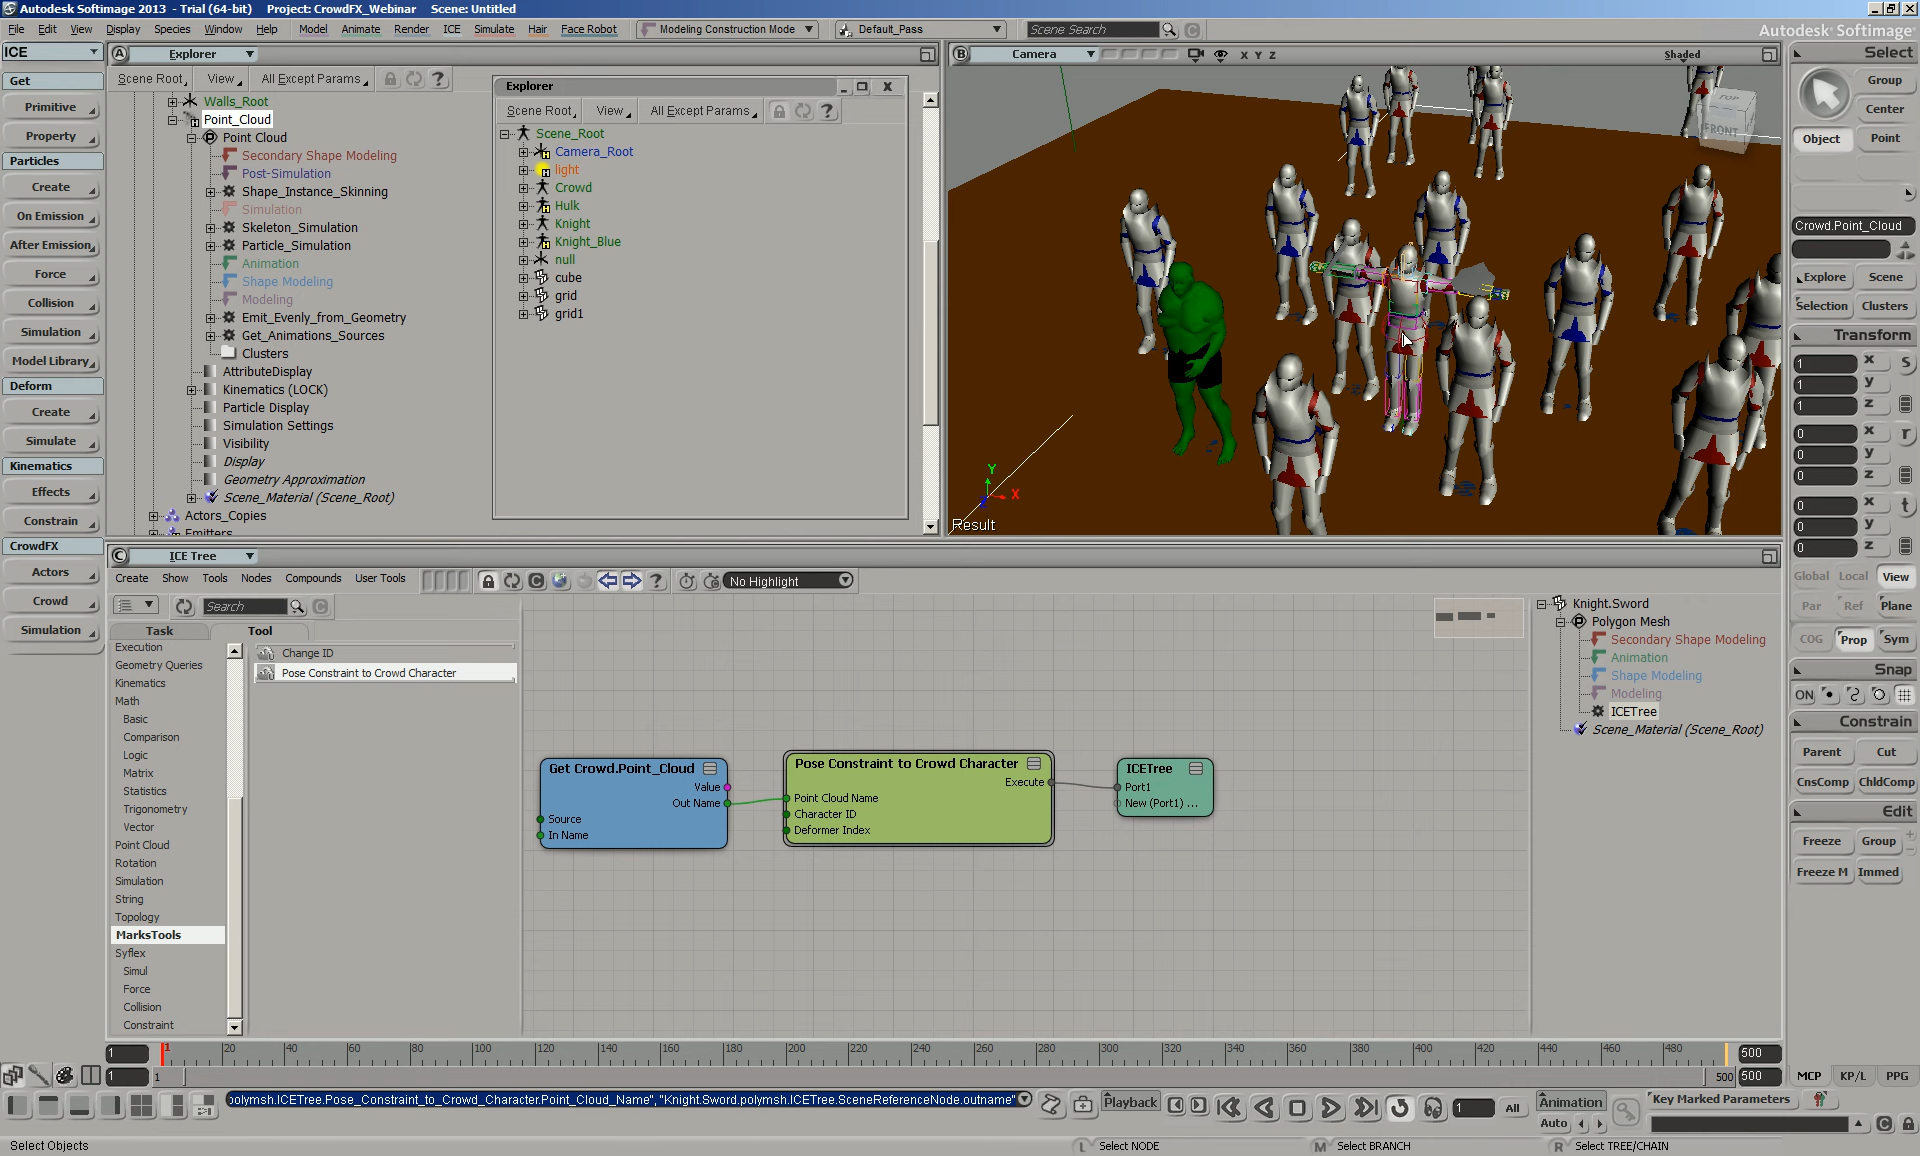 Autodesk Softimage 2013 - Trial (64-bit) Project: CrowdFX_Webinar Scene: Untitled
File Edit View Display Species Window Help Model Animate Render ICE Simulate Hair Face Robot Modeling Construction Mode Default_Pass Scene Search Autodesk® Softimage®
ICE
Get
Primitive
Property
Particles
Create
On Emission
After Emission
Force
Collision
Simulation
Model Library
Deform
Create
Simulate
Kinematics
Effects
Constrain
CrowdFX
Actors
Crowd
Simulation
A Explorer
Scene Root View All Except Params ?
Walls_Root
Point_Cloud
Point Cloud
Secondary Shape Modeling
Post-Simulation
Shape_Instance_Skinning
Simulation
Skeleton_Simulation
Particle_Simulation
Animation
Shape Modeling
Modeling
Emit_Evenly_from_Geometry
Get_Animations_Sources
Clusters
AttributeDisplay
Kinematics (LOCK)
Particle Display
Simulation Settings
Visibility
Display
Geometry Approximation
Scene_Material (Scene_Root)
Actors_Copies
Emitters
Explorer
Scene Root View All Except Params ?
Scene_Root
Camera_Root
light
Crowd
Hulk
Knight
Knight_Blue
null
cube
grid
grid1
B Camera X Y Z Shaded
TOP
FRONT
Y
X
Z
Result
C ICE Tree
Create Show Tools Nodes Compounds User Tools No Highlight
Search
Task Tool
Execution
Geometry Queries
Kinematics
Math
Basic
Comparison
Logic
Matrix
Statistics
Trigonometry
Vector
Point Cloud
Rotation
Simulation
String
Topology
MarksTools
Syflex
Simul
Force
Collision
Constraint
Change ID
Pose Constraint to Crowd Character
Get Crowd.Point_Cloud
Value
Out Name
Source
In Name
Pose Constraint to Crowd Character
Execute
Point Cloud Name
Character ID
Deformer Index
ICETree
Port1
New (Port1) ...
Knight.Sword
Polygon Mesh
Secondary Shape Modeling
Animation
Shape Modeling
Modeling
ICETree
Scene_Material (Scene_Root)
Select
Group
Center
Object Point
Crowd.Point_Cloud
Explore Scene
Selection Clusters
Transform
1 x s
1 y
1 z
0 x r
0 y
0 z
0 x t
0 y
0 z
Global Local View
Par Ref Plane
COG Prop Sym
Snap
ON
Constrain
Parent Cut
CnsComp ChldComp
Edit
Freeze Group
Freeze M Immed
1 1 20 40 60 80 100 120 140 160 180 200 220 240 260 280 300 320 340 360 380 400 420 440 460 480 500
1 1 500 500
MCP KP/L PPG
polymsh.ICETree.Pose_Constraint_to_Crowd_Character.Point_Cloud_Name", "Knight.Sword.polymsh.ICETree.SceneReferenceNode.outname"
Playback 1 All Animation Auto Key Marked Parameters
Select Objects L Select NODE M Select BRANCH R Select TREE/CHAIN